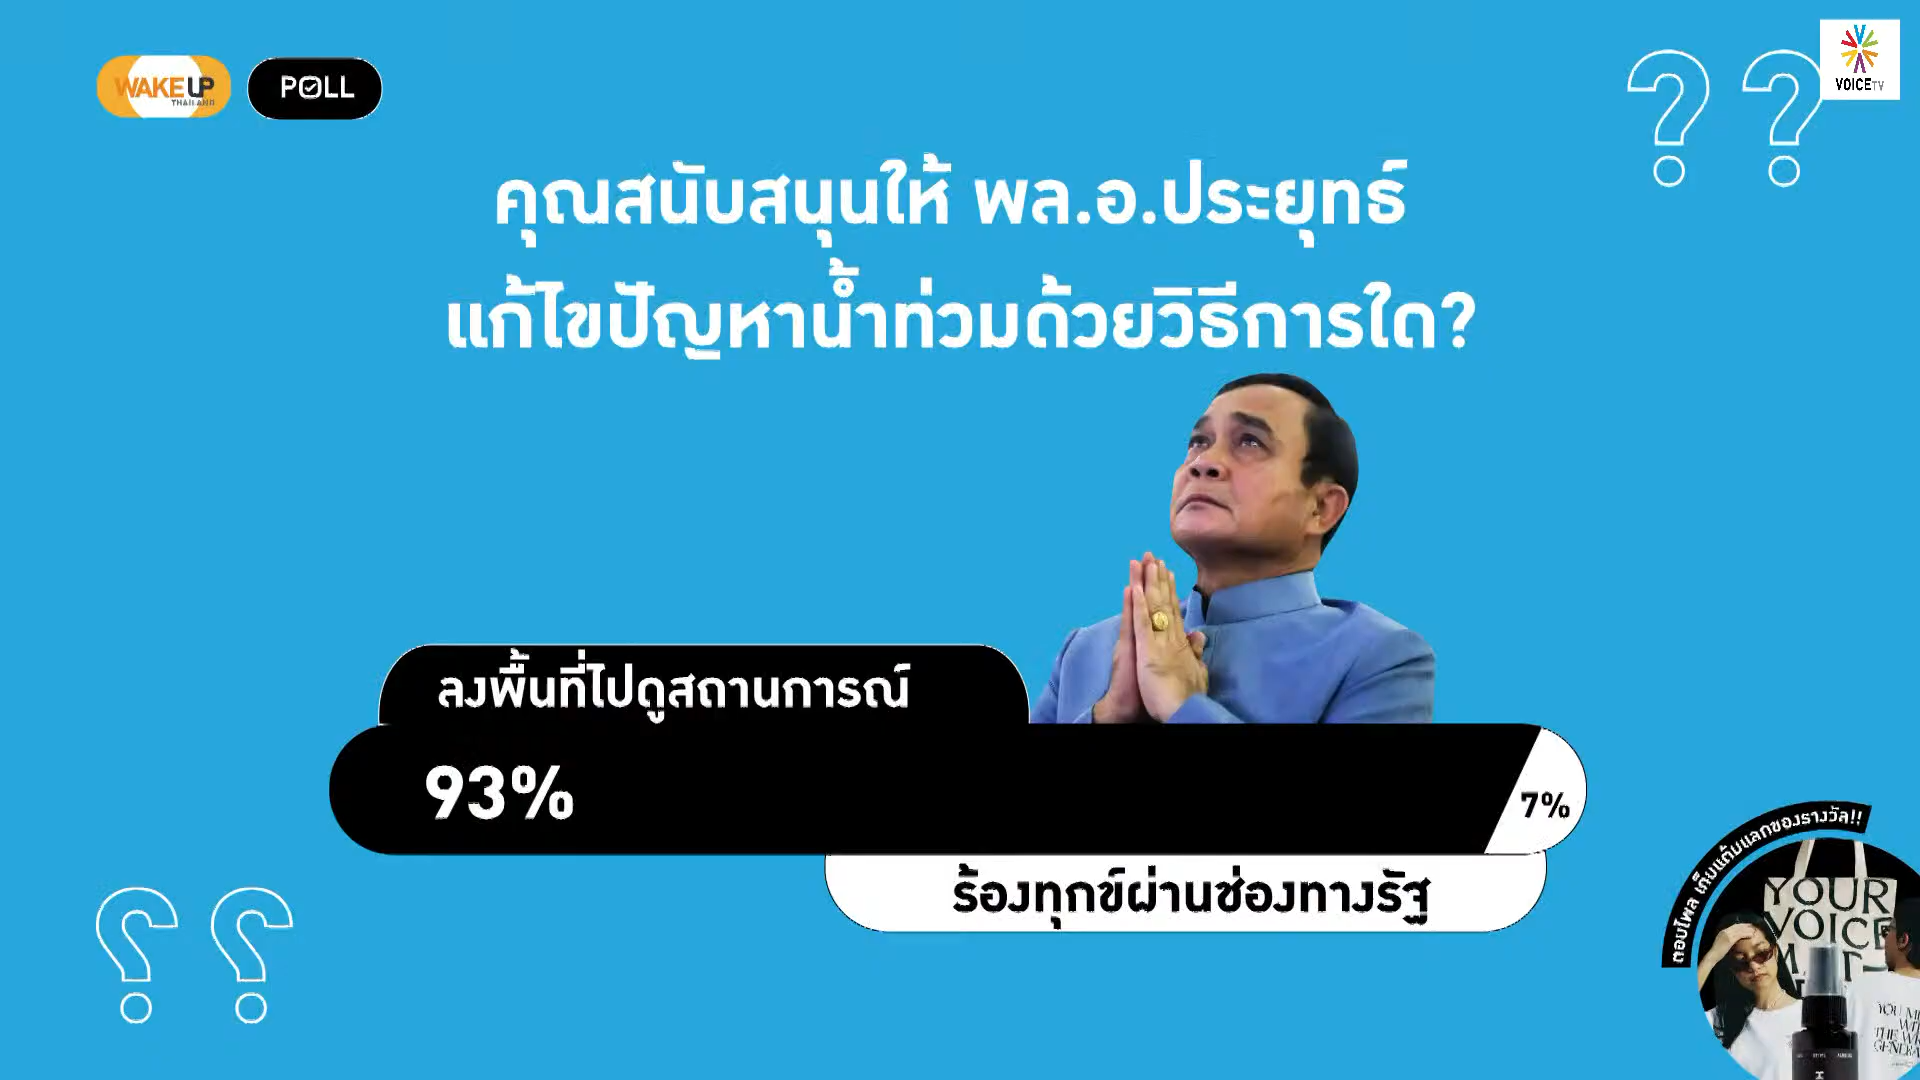 WAKE UP
THAILAND
POLL
VOICE TV
คุณสนับสนุนให้ พล.อ.ประยุทธ์
แก้ไขปัญหาน้ำท่วมด้วยวิธีการใด?
ลงพื้นที่ไปดูสถานการณ์
93%
7%
ร้องทุกข์ผ่านช่องทางรัฐ
ตอบโพล เก็บแต้มแลกของรางวัล!!
YOUR
VOICE